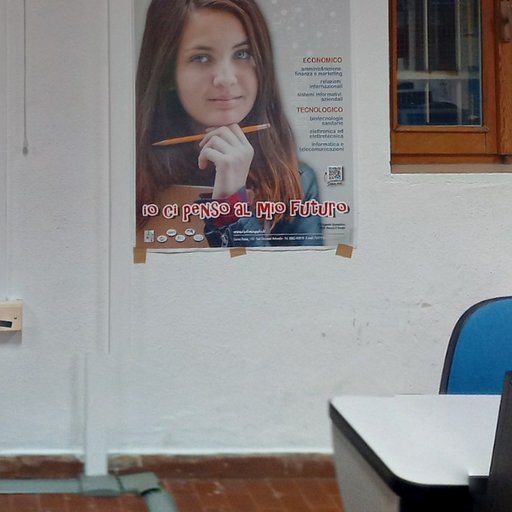 ECONOMICO
amministrazione
finanza e marketing
relazioni
internazionali
sistemi informativi
aziendali
TECNOLOGICO
biotecnologie
sanitarie
elettronica ed
elettrotecnica
informatica e
telecomunicazioni
io ci penso al mio futuro